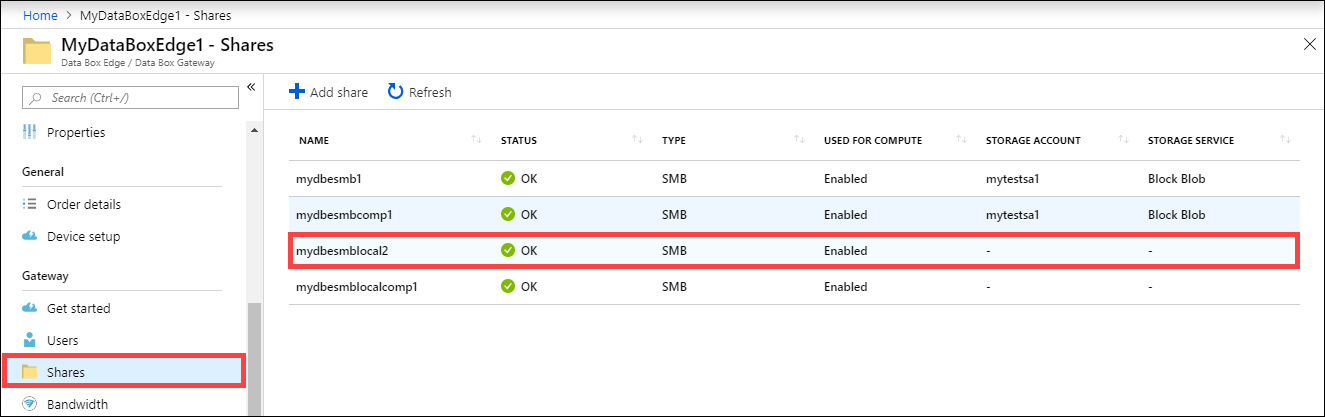 Home > MyDataBoxEdge1 - Shares
MyDataBoxEdge1 - Shares
Data Box Edge / Data Box Gateway
Search (Ctrl+/)
Properties
General
Order details
Device setup
Gateway
Get started
Users
Shares
Bandwidth
Add share Refresh
NAME STATUS TYPE USED FOR COMPUTE STORAGE ACCOUNT STORAGE SERVICE
mydbesmb1 OK SMB Enabled mytestsa1 Block Blob
mydbesmbcomp1 OK SMB Enabled mytestsa1 Block Blob
mydbesmblocal2 OK SMB Enabled - -
mydbesmblocalcomp1 OK SMB Enabled - -